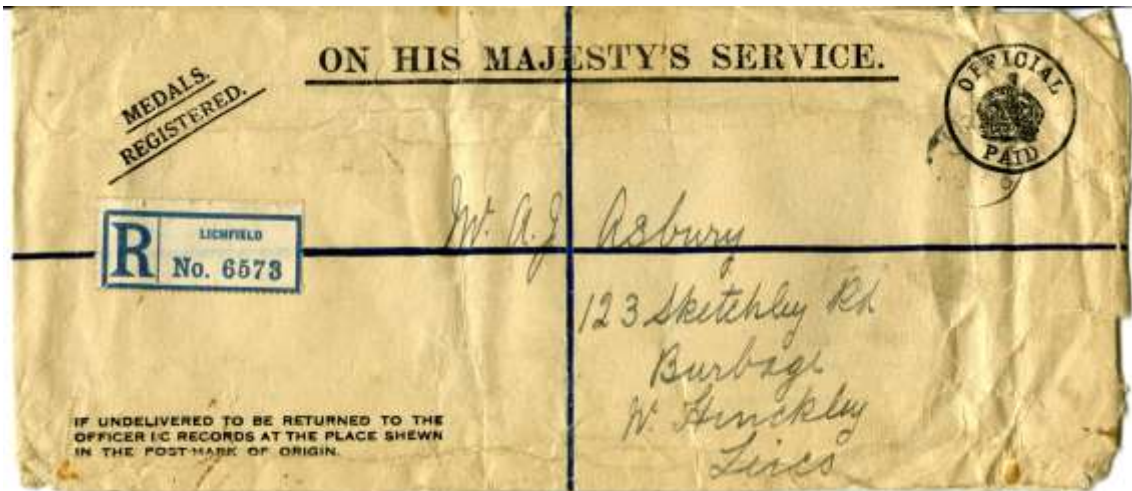 ON HIS MAJESTY'S SERVICE.
MEDALS.
REGISTERED.
OFFICIAL
PAID
R
LICHFIELD
No. 6573
Mr. A.J Asbury
123 Sketchley Rd
Burbage
Nr Hinckley
Leics
IF UNDELIVERED TO BE RETURNED TO THE
OFFICER I/C RECORDS AT THE PLACE SHEWN
IN THE POST-MARK OF ORIGIN.